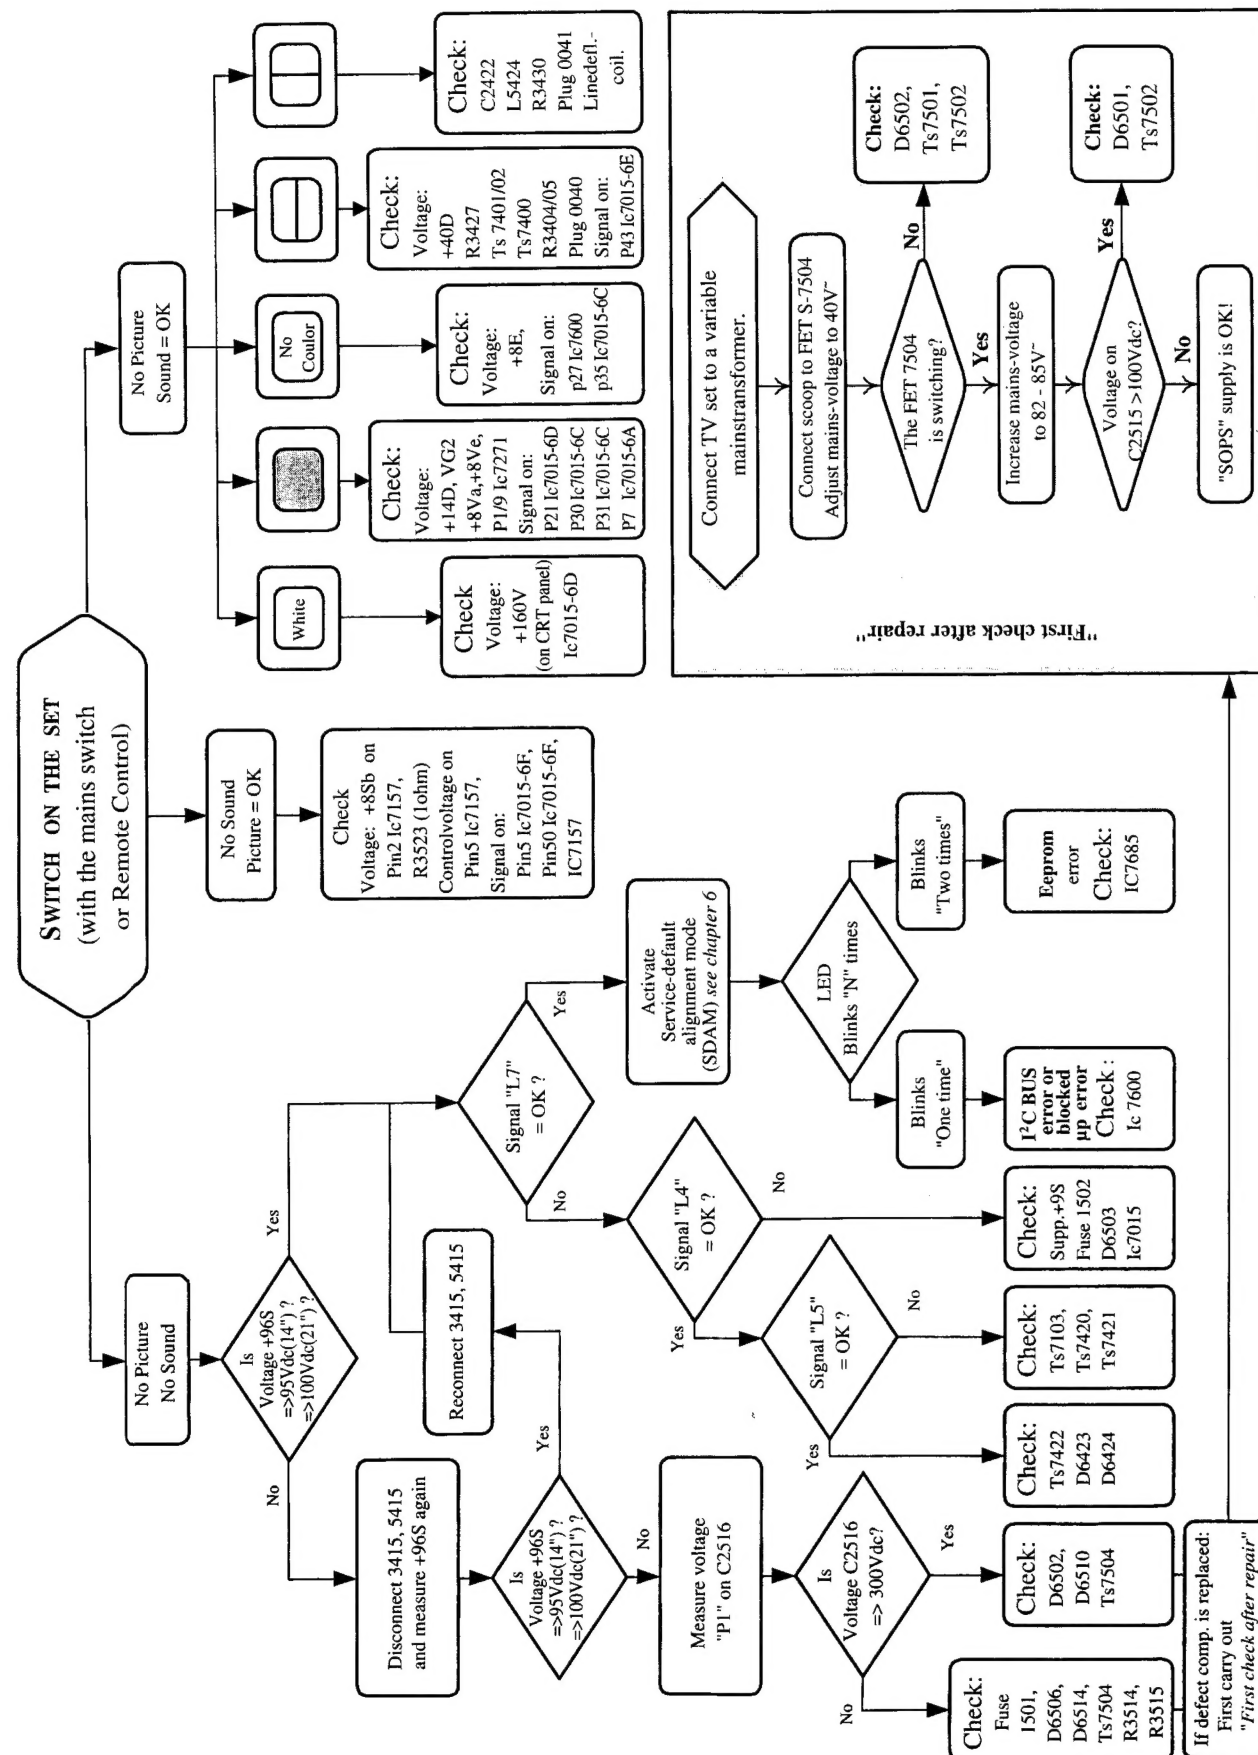 SWITCH ON THE SET
(with the mains switch
or Remote Control)
No Picture
No Sound
Is
Voltage +96S
=>95Vdc(14") ?
=>100Vdc(21") ?
No
Yes
Disconnect 3415, 5415
and measure +96S again
Is
Voltage +96S
=>95Vdc(14") ?
=>100Vdc(21") ?
Yes
No
Reconnect 3415, 5415
Measure voltage
"P1" on C2516
Is
Voltage C2516
=> 300Vdc?
No
Yes
Check:
Fuse
1501,
D6506,
D6514,
Ts7504
R3514,
R3515
Check:
D6502,
D6510
Ts7504
If defect comp. is replaced:
First carry out
"First check after repair"
Signal "L7"
= OK ?
No
Yes
Signal "L4"
= OK ?
Yes
No
Signal "L5"
= OK ?
Yes
No
Check:
Ts7422
D6423
D6424
Check:
Ts7103,
Ts7420,
Ts7421
Check:
Supp.+9S
Fuse 1502
D6503
Ic7015
Activate
Service-default
alignment mode
(SDAM) see chapter 6
LED
Blinks "N" times
Blinks
"One time"
Blinks
"Two times"
I²C BUS
error or
blocked
µp error
Check :
Ic 7600
Eeprom
error
Check:
IC7685
No Sound
Picture = OK
Check
Voltage: +8Sb on
Pin2 Ic7157,
R3523 (1ohm)
Controlvoltage on
Pin5 Ic7157,
Signal on:
Pin5 Ic7015-6F,
Pin50 Ic7015-6F,
IC7157
No Picture
Sound = OK
White
Check
Voltage:
+160V
(on CRT panel)
Ic7015-6D
Check:
Voltage:
+14D, VG2
+8Va,+8Ve,
P1/9 Ic7271
Signal on:
P21 Ic7015-6D
P30 Ic7015-6C
P31 Ic7015-6C
P7 Ic7015-6A
No
Coulor
Check:
Voltage:
+8E,
Signal on:
p27 Ic7600
p35 Ic7015-6C
Check:
Voltage:
+40D
R3427
Ts 7401/02
Ts7400
R3404/05
Plug 0040
Signal on:
P43 Ic7015-6E
Check:
C2422
L5424
R3430
Plug 0041
Linedefl.-
coil.
"First check after repair"
Connect TV set to a variable
mainstransformer.
Connect scoop to FET S-7504
Adjust mains-voltage to 40V~
The FET 7504
is switching?
No
Yes
Check:
D6502,
Ts7501,
Ts7502
Increase mains-voltage
to 82 - 85V~
Voltage on
C2515 >100Vdc?
Yes
No
Check:
D6501,
Ts7502
"SOPS" supply is OK!